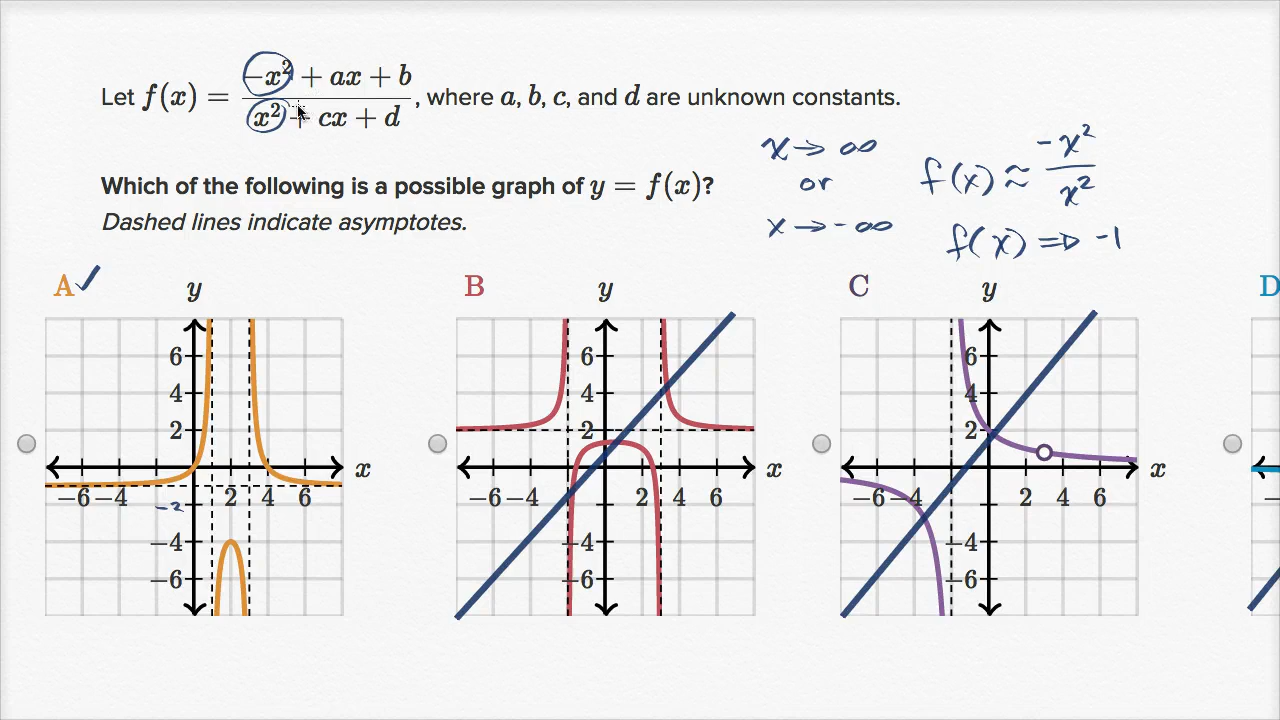 Let f(x) = (−x² + ax + b)/(x² + cx + d), where a, b, c, and d are unknown constants.
x → ∞
or
x → -∞
f(x) ≈ -x²/x²
f(x) ⇒ -1
Which of the following is a possible graph of y = f(x)?
Dashed lines indicate asymptotes.
A ✓
y
6
4
2
x
−6 −4 2 4 6
-2
−4
−6
B
y
6
4
2
x
−6 −4 2 4 6
−4
−6
C
y
6
4
2
x
−6 −4 2 4 6
−4
−6
D